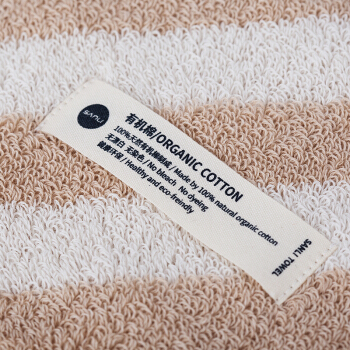 SANLI
有机棉/ORGANIC COTTON
100%天然有机棉制成 / Made by 100% natural organic cotton
无漂白 无染色 / No bleach No dyeing
健康环保 / Healthy and eco-freindly
SANLI TOWEL